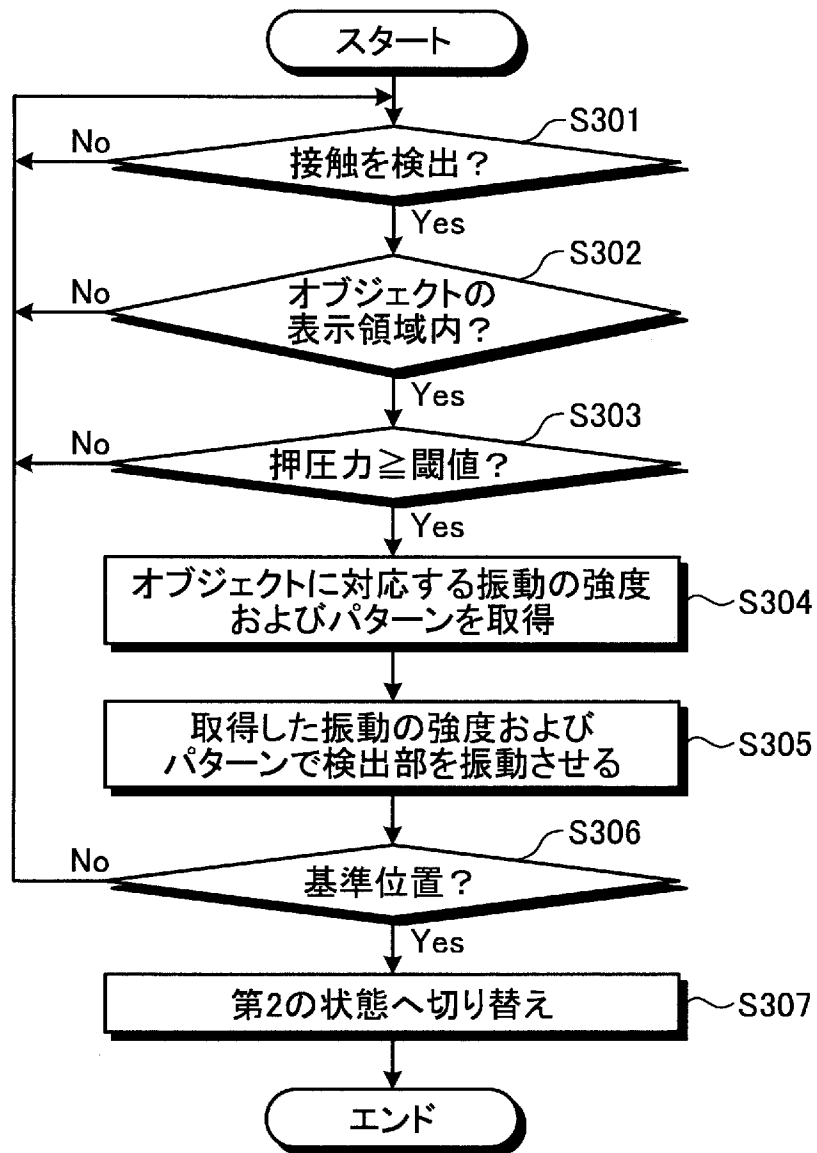 スタート
S301
No
接触を検出？
Yes
S302
No
オブジェクトの
表示領域内？
Yes
S303
No
押圧力≧閾値？
Yes
オブジェクトに対応する振動の強度
およびパターンを取得
S304
取得した振動の強度および
パターンで検出部を振動させる
S305
S306
No
基準位置？
Yes
第2の状態へ切り替え
S307
エンド